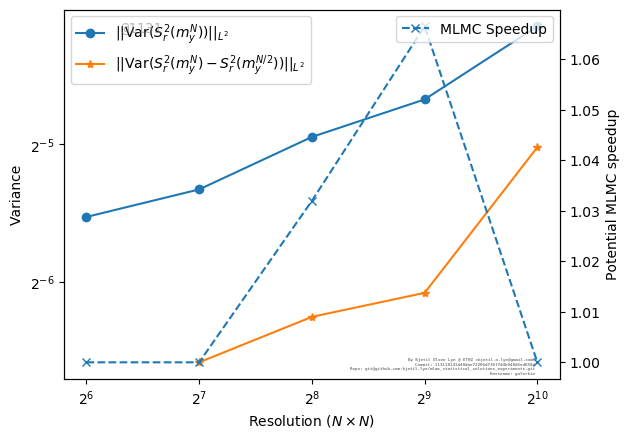 ||Var(S_r^2(m_y^N))||_{L^2}
||Var(S_r^2(m_y^N) − S_r^2(m_y^{N/2}))||_{L^2}
MLMC Speedup
Variance
2^{-5}
2^{-6}
1.06
1.05
1.04
1.03
1.02
1.01
1.00
Potential MLMC speedup
2^6
2^7
2^8
2^9
2^{10}
Resolution (N × N)